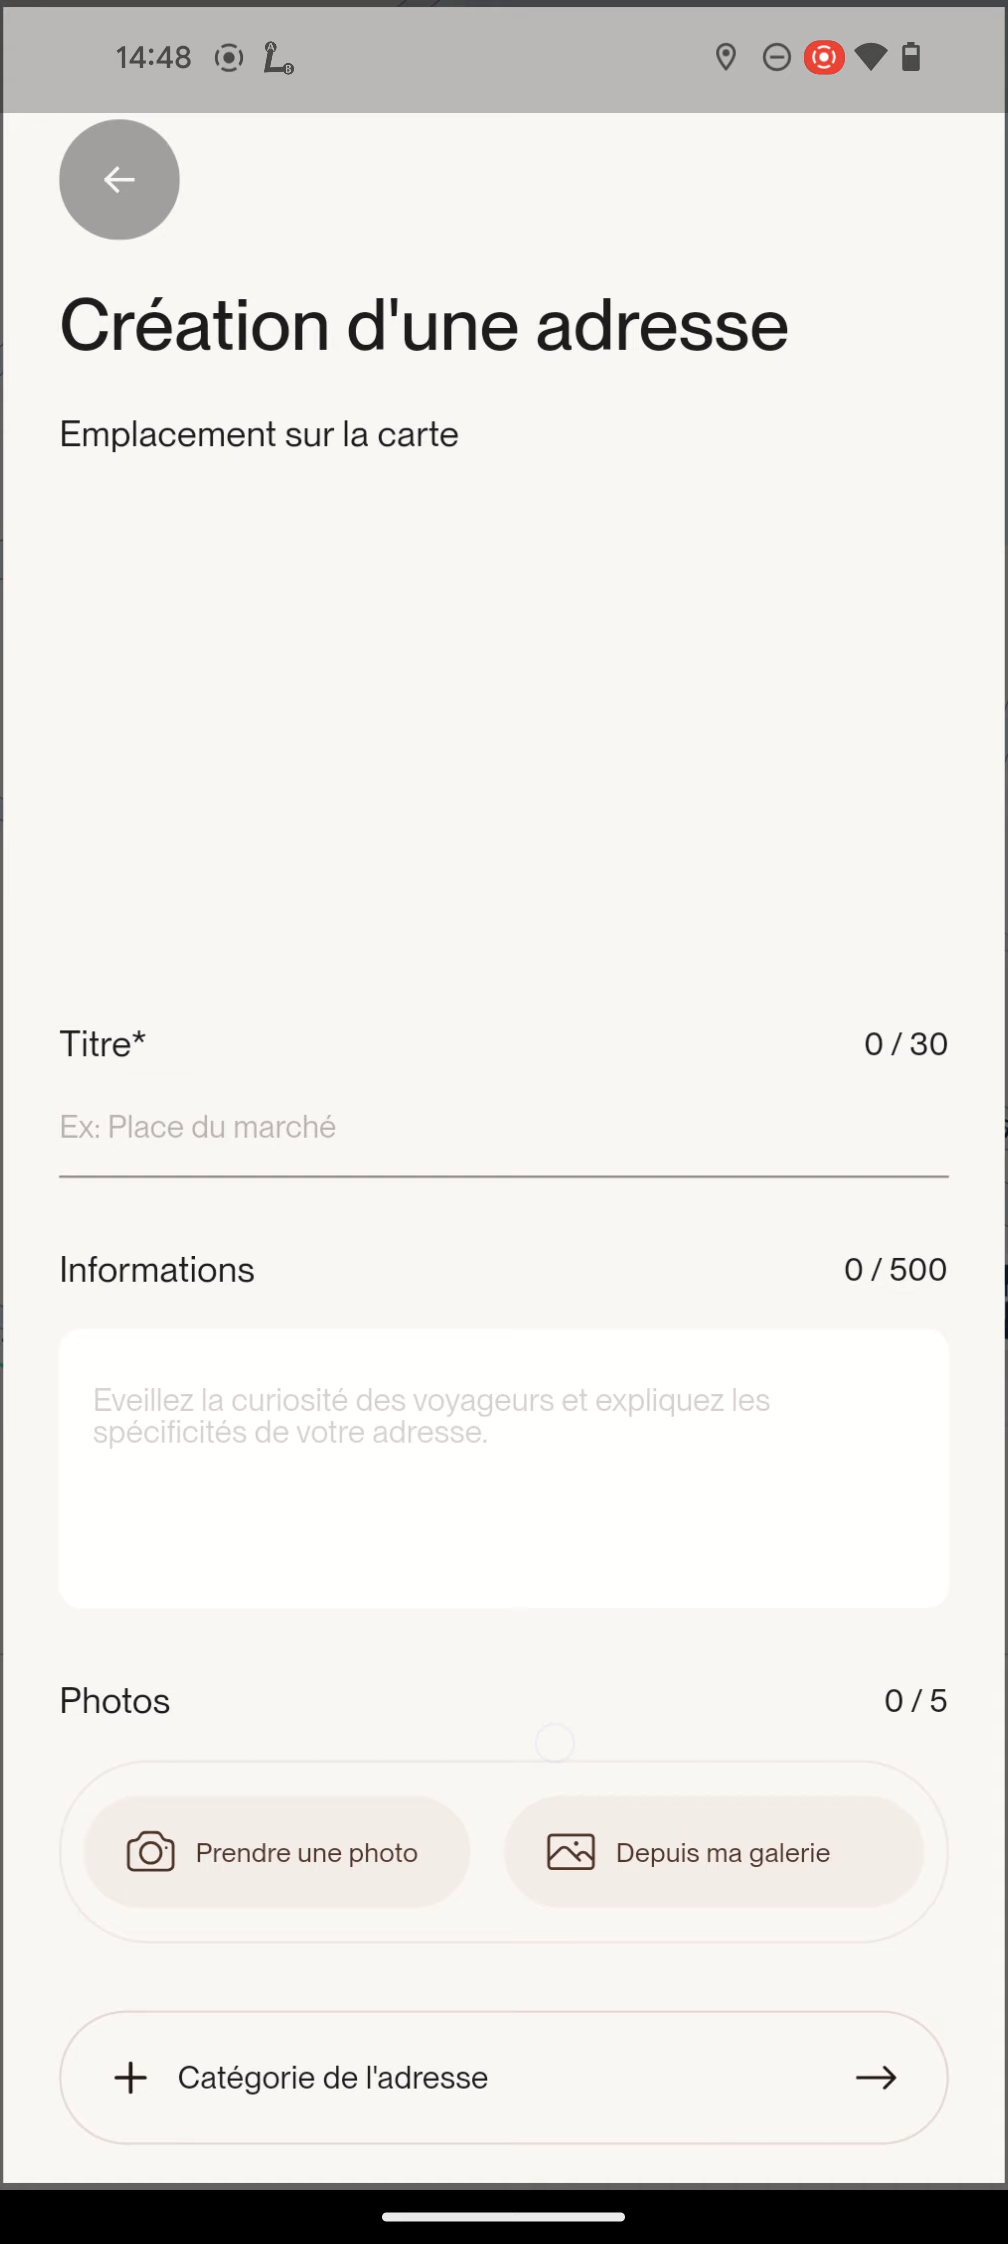 14:48
Création d'une adresse
Emplacement sur la carte
Titre* 0 / 30
Ex: Place du marché
Informations 0 / 500
Eveillez la curiosité des voyageurs et expliquez les
spécificités de votre adresse.
Photos 0 / 5
Prendre une photo Depuis ma galerie
Catégorie de l'adresse